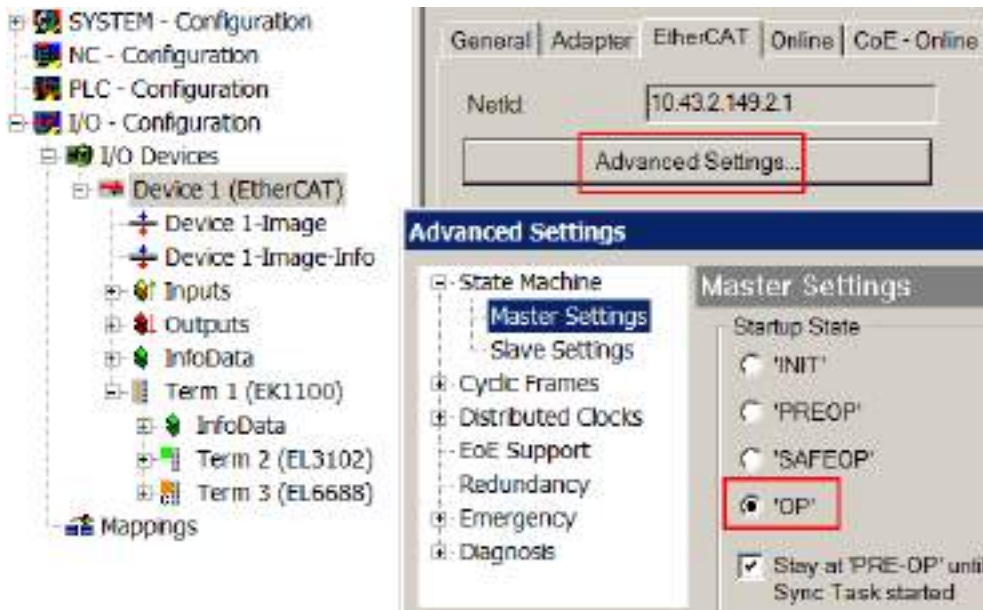 SYSTEM - Configuration
NC - Configuration
PLC - Configuration
I/O - Configuration
I/O Devices
Device 1 (EtherCAT)
Device 1-Image
Device 1-Image-Info
Inputs
Outputs
InfoData
Term 1 (EK1100)
InfoData
Term 2 (EL3102)
Term 3 (EL6688)
Mappings
General Adapter EtherCAT Online CoE - Online
NetId: 10.43.2.149.2.1
Advanced Settings...
Advanced Settings
State Machine
Master Settings
Slave Settings
Cyclic Frames
Distributed Clocks
EoE Support
Redundancy
Emergency
Diagnosis
Master Settings
Startup State
'INIT'
'PREOP'
'SAFEOP'
'OP'
Stay at 'PRE-OP' until
Sync Task started